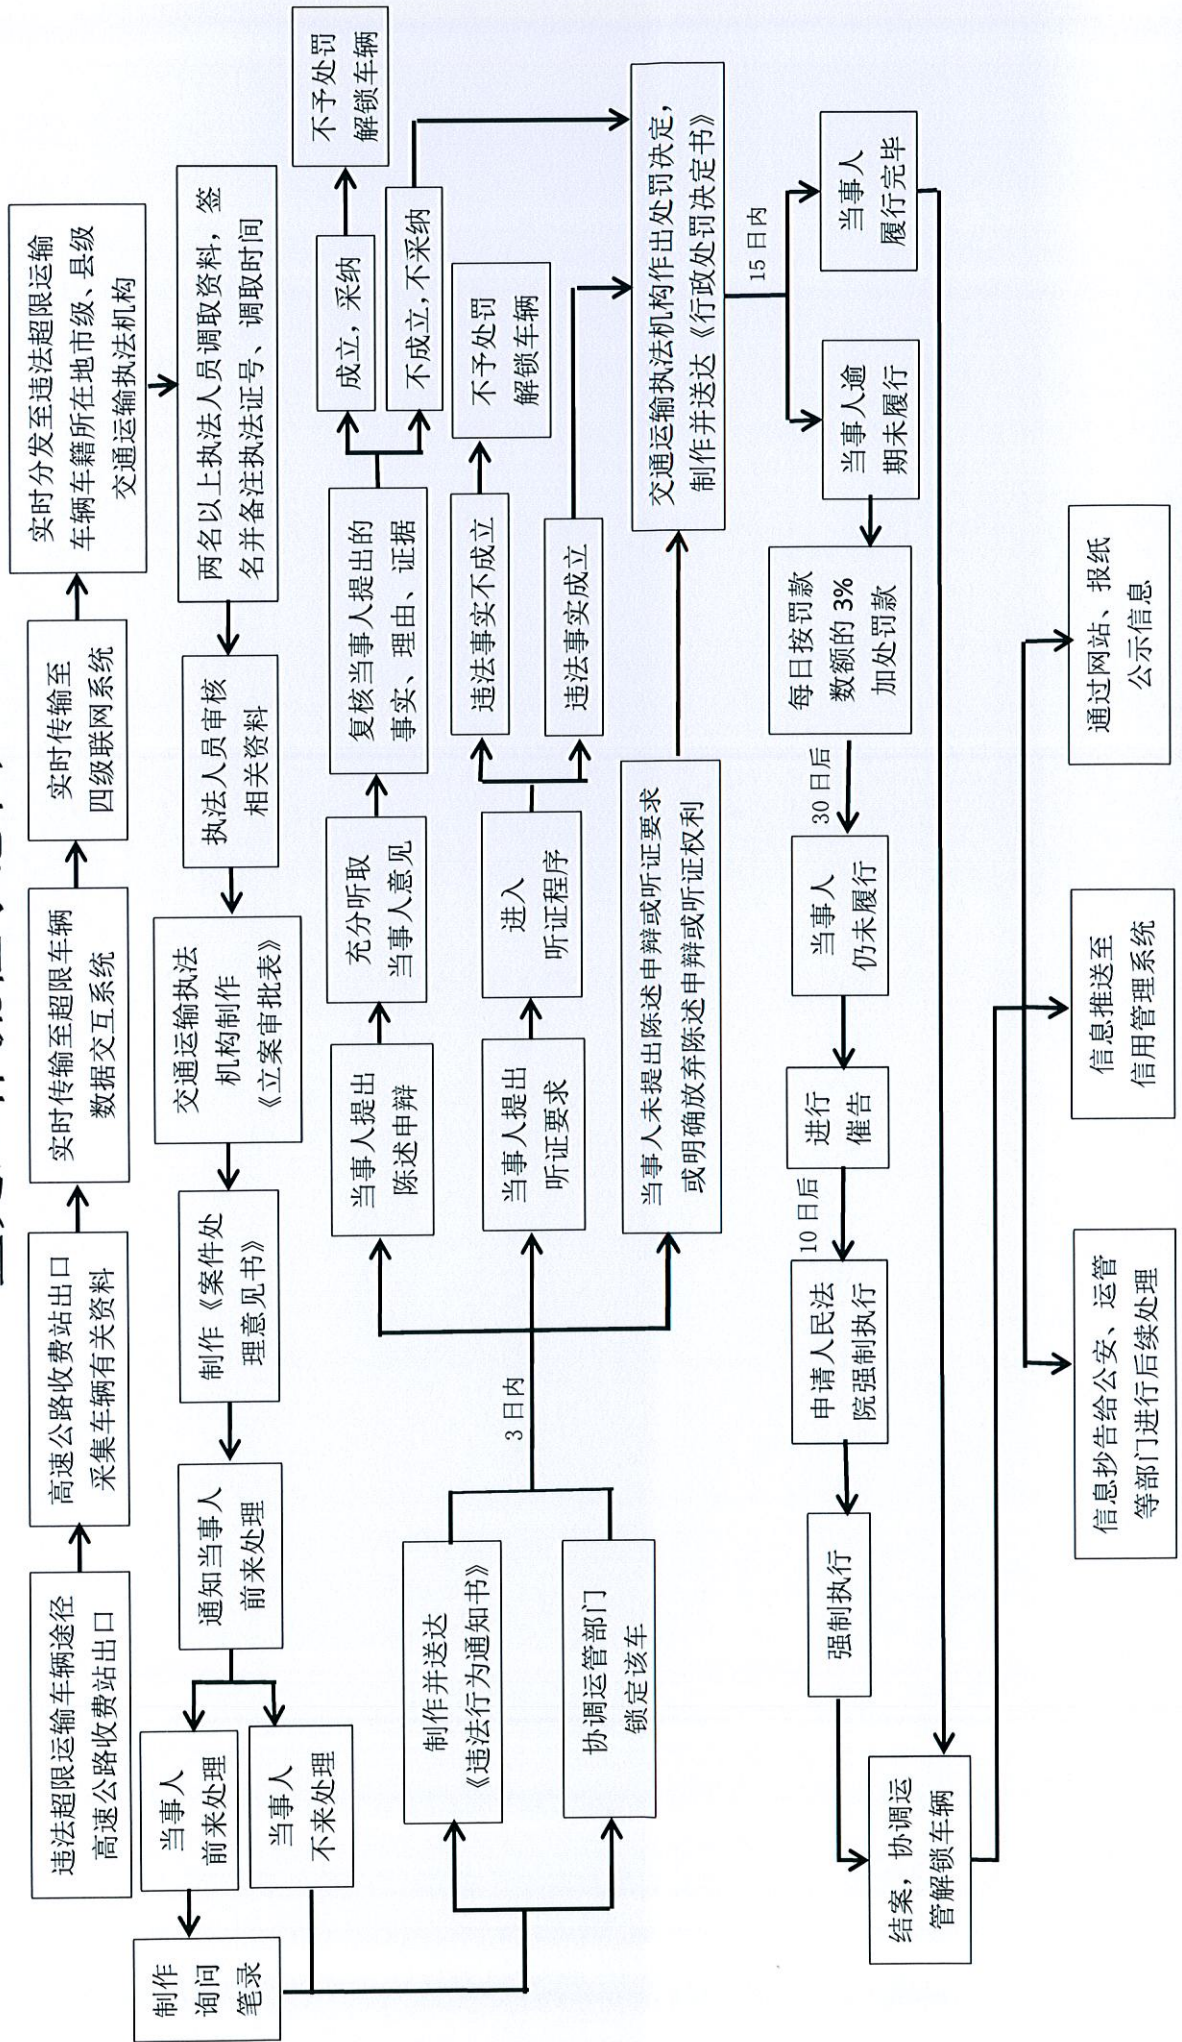 违法超限运输车辆途径
高速公路收费站出口
高速公路收费站出口
采集车辆有关资料
实时传输至超限车辆
数据交互系统
实时传输至
四级联网系统
实时分发至违法超限运输
车辆车籍所在地市级、县级
交通运输执法机构
两名以上执法人员调取资料，签
名并备注执法证号、调取时间
执法人员审核
相关资料
交通运输执法
机构制作
《立案审批表》
制作《案件处
理意见书》
通知当事人
前来处理
当事人
前来处理
当事人
不来处理
制作
询问
笔录
制作并送达
《违法行为通知书》
协调运管部门
锁定该车
3 日内
当事人提出
陈述申辩
充分听取
当事人意见
复核当事人提出的
事实、理由、证据
成立，采纳
不予处罚
解锁车辆
不成立，不采纳
当事人提出
听证要求
进入
听证程序
违法事实不成立
不予处罚
解锁车辆
违法事实成立
当事人未提出陈述申辩或听证要求
或明确放弃陈述申辩或听证权利
交通运输执法机构作出处罚决定，
制作并送达《行政处罚决定书》
15 日内
当事人
履行完毕
当事人逾
期未履行
每日按罚款
数额的 3%
加处罚款
30 日后
当事人
仍未履行
进行
催告
10 日后
申请人民法
院强制执行
强制执行
结案，协调运
管解锁车辆
信息抄告给公安、运管
等部门进行后续处理
信息推送至
信用管理系统
通过网站、报纸
公示信息